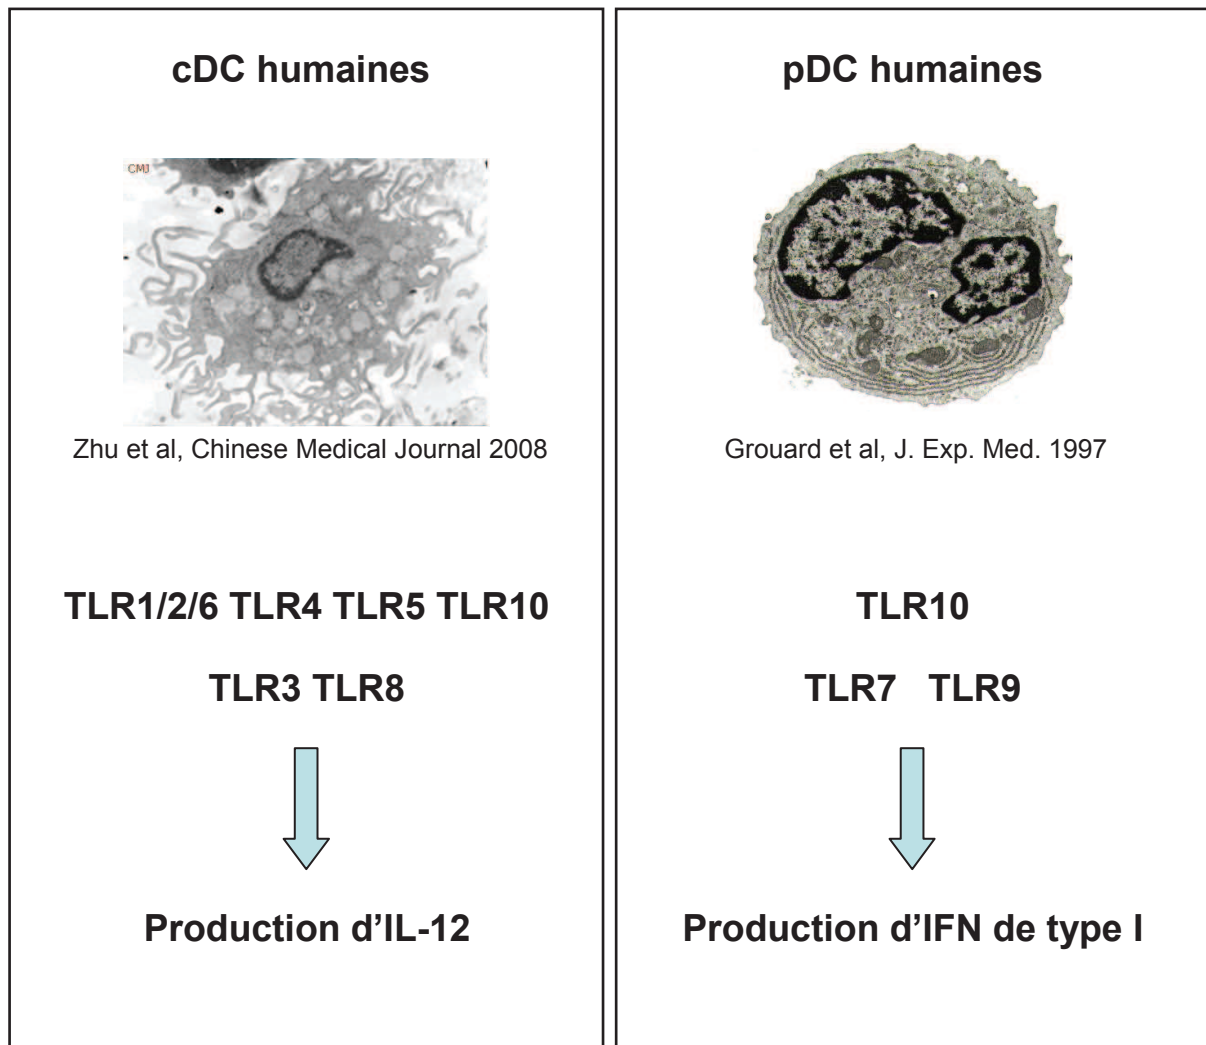 cDC humaines
CMJ
Zhu et al, Chinese Medical Journal 2008
TLR1/2/6 TLR4 TLR5 TLR10
TLR3 TLR8
Production d’IL-12
pDC humaines
Grouard et al, J. Exp. Med. 1997
TLR10
TLR7 TLR9
Production d’IFN de type I